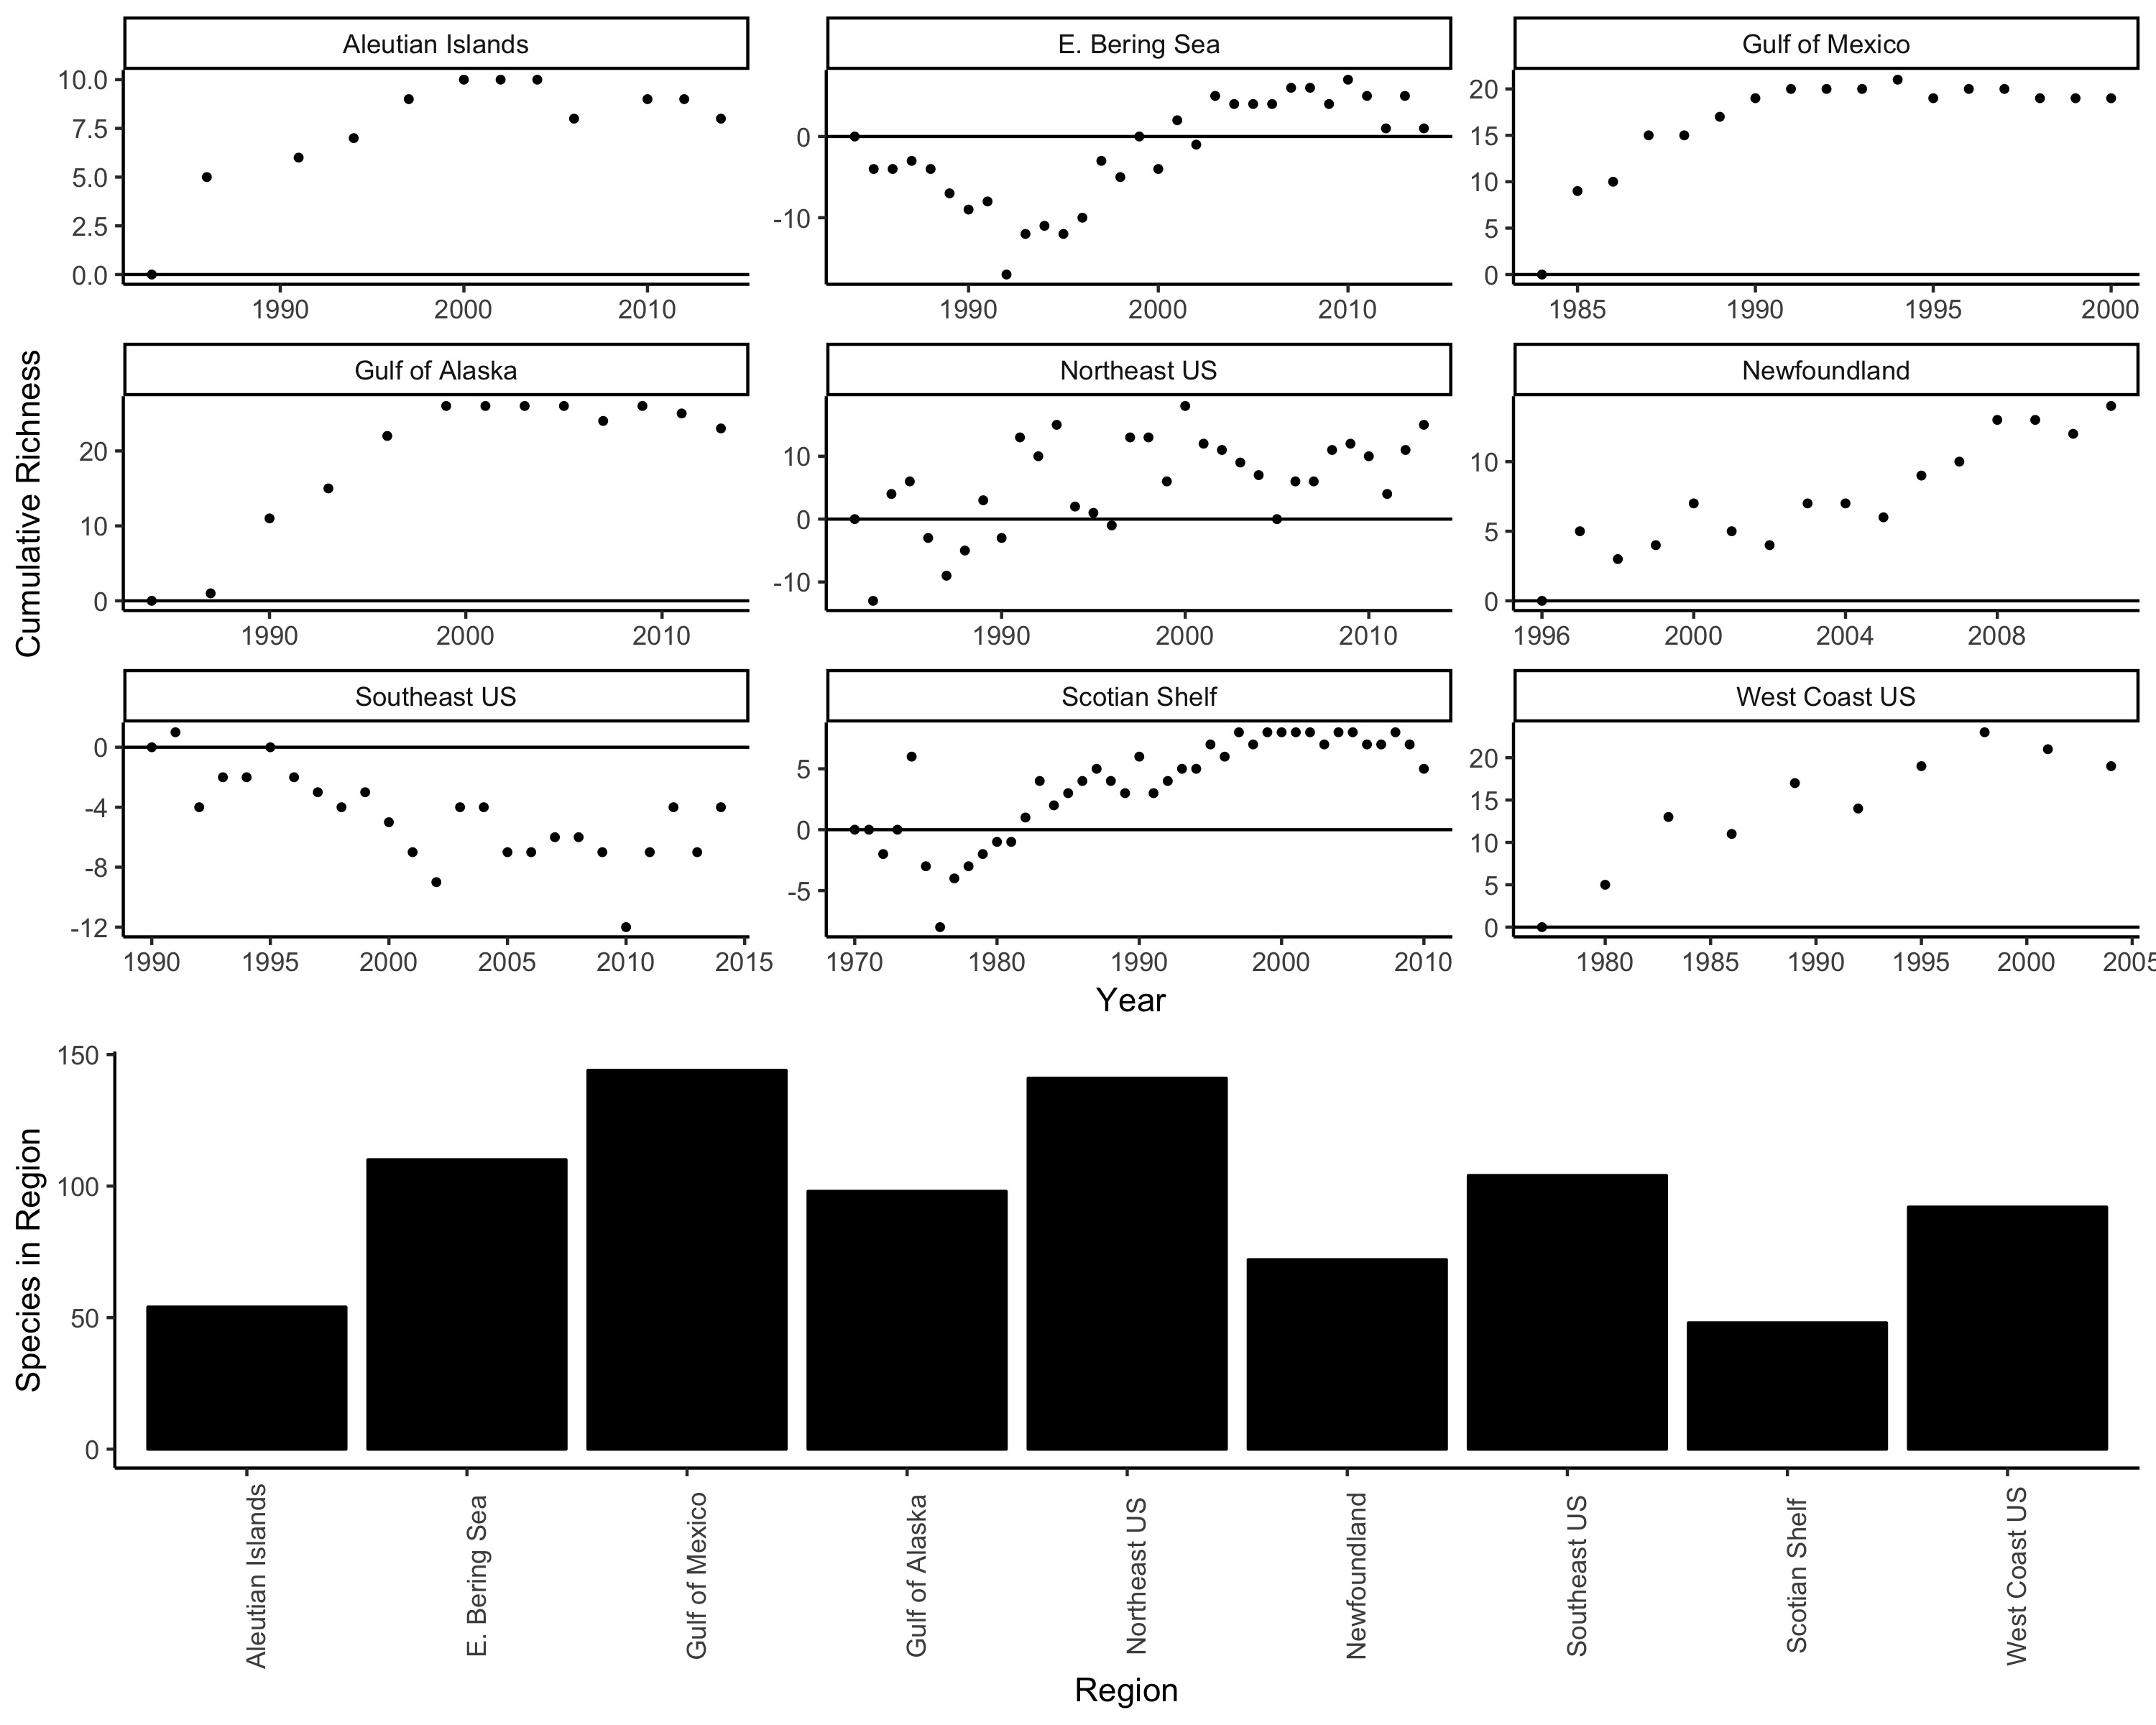 Aleutian Islands
E. Bering Sea
Gulf of Mexico
10.0
7.5
5.0
2.5
0.0
1990 2000 2010
0
-10
1990 2000 2010
20
15
10
5
0
1985 1990 1995 2000
Cumulative Richness
Gulf of Alaska
Northeast US
Newfoundland
20
10
0
1990 2000 2010
10
0
-10
1990 2000 2010
10
5
0
1996 2000 2004 2008
Southeast US
Scotian Shelf
West Coast US
0
-4
-8
-12
1990 1995 2000 2005 2010 2015
5
0
-5
1970 1980 1990 2000 2010
20
15
10
5
0
1980 1985 1990 1995 2000 2005
Year
Species in Region
150
100
50
0
Aleutian Islands
E. Bering Sea
Gulf of Mexico
Gulf of Alaska
Northeast US
Newfoundland
Southeast US
Scotian Shelf
West Coast US
Region